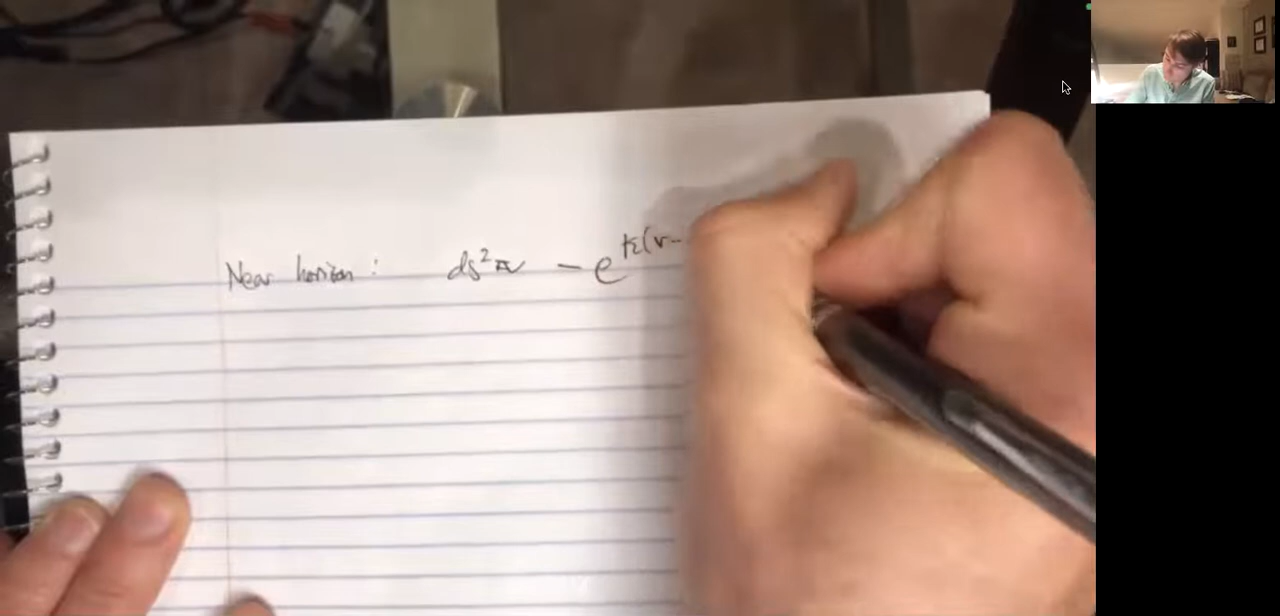 Near horizon : ds² ≈ - e^{k(v-